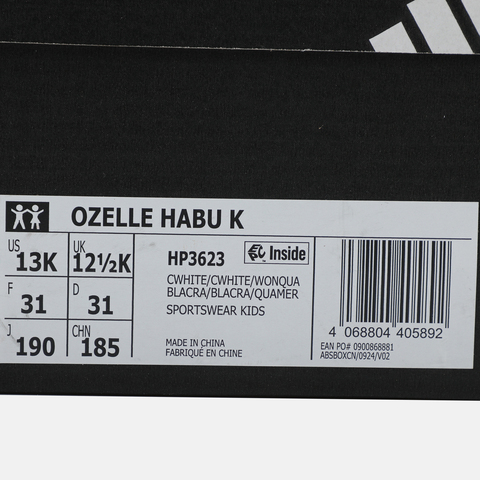 OZELLE HABU K
US 13K UK 12½K
F 31 D 31
J 190 CHN 185
HP3623 Inside
CWHITE/CWHITE/WONQUA
BLACRA/BLACRA/QUAMER
SPORTSWEAR KIDS
MADE IN CHINA
FABRIQUÉ EN CHINE
4 068804 405892
EAN PO# 0900868881
ABSBOXCN/0924/V02